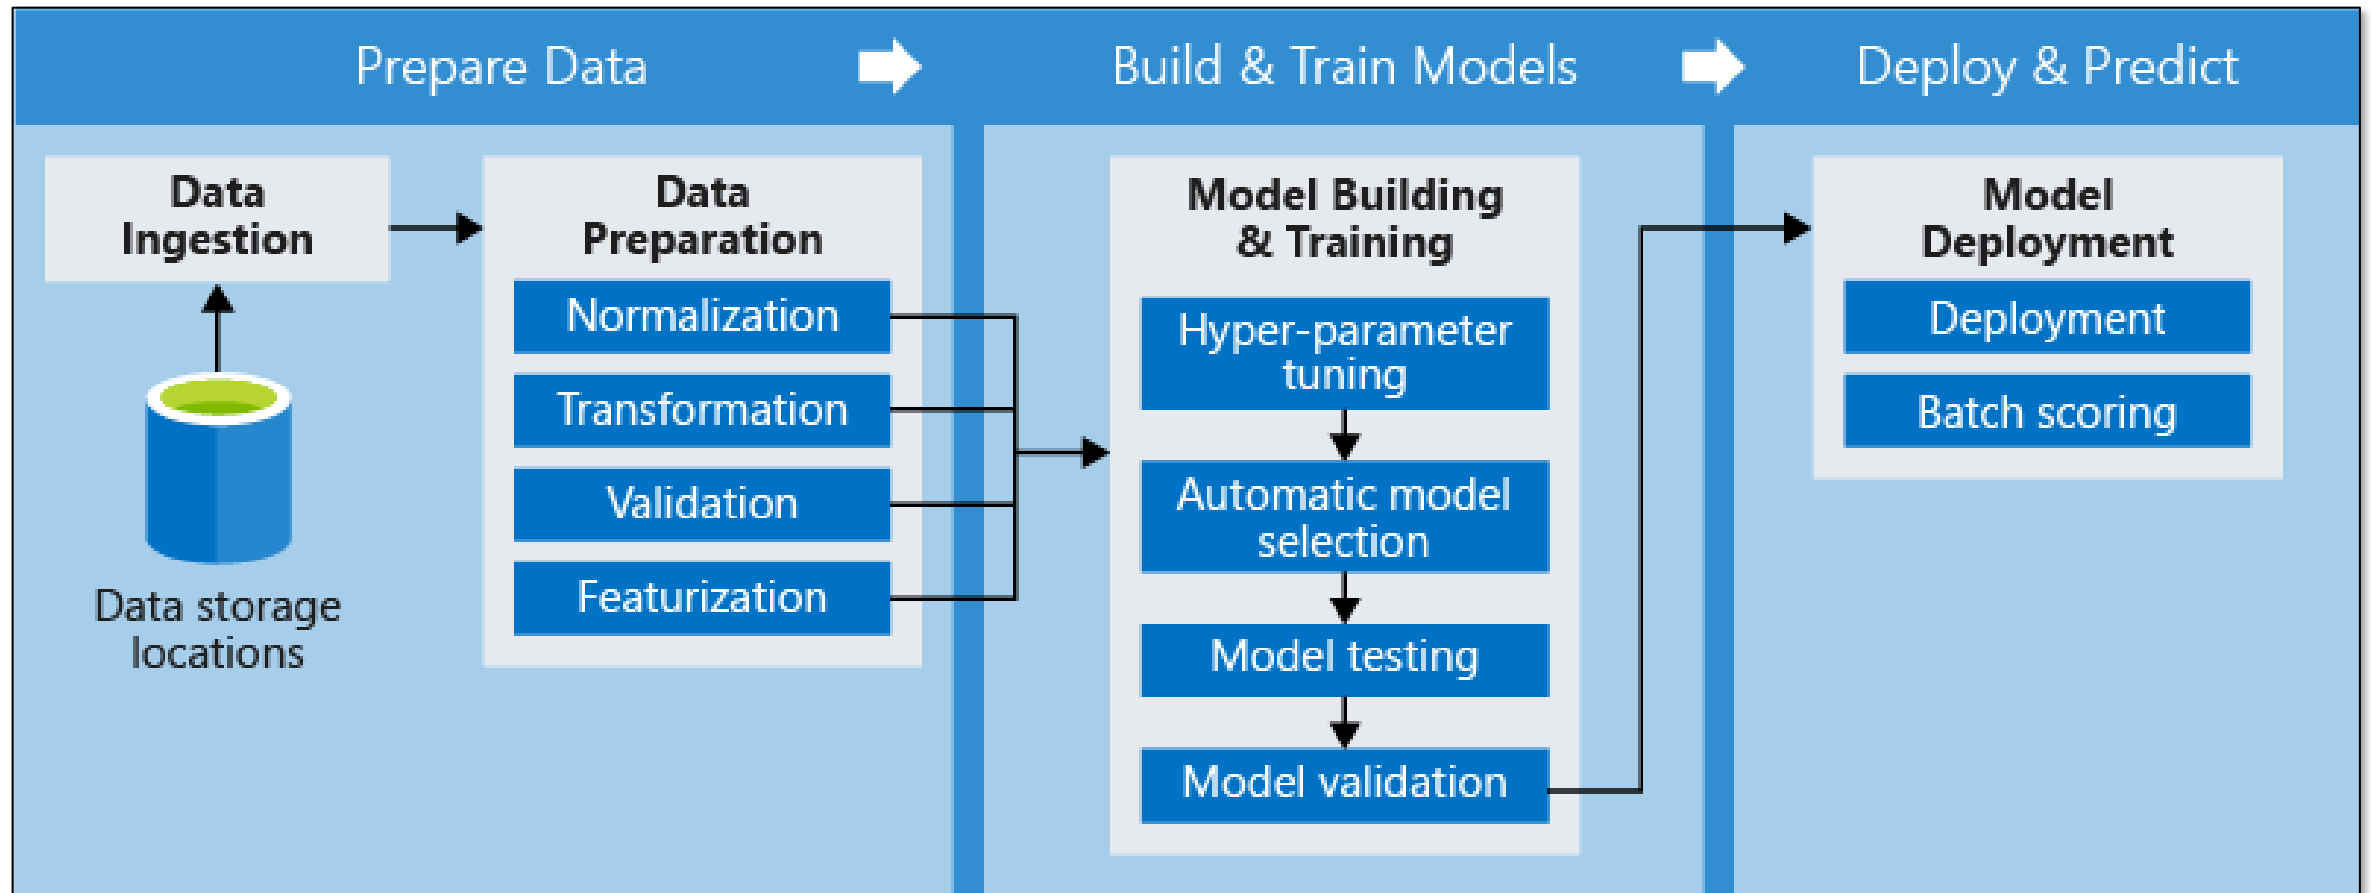 Prepare Data
Build & Train Models
Deploy & Predict
Data
Ingestion
Data storage
locations
Data
Preparation
Normalization
Transformation
Validation
Featurization
Model Building
& Training
Hyper-parameter
tuning
Automatic model
selection
Model testing
Model validation
Model
Deployment
Deployment
Batch scoring